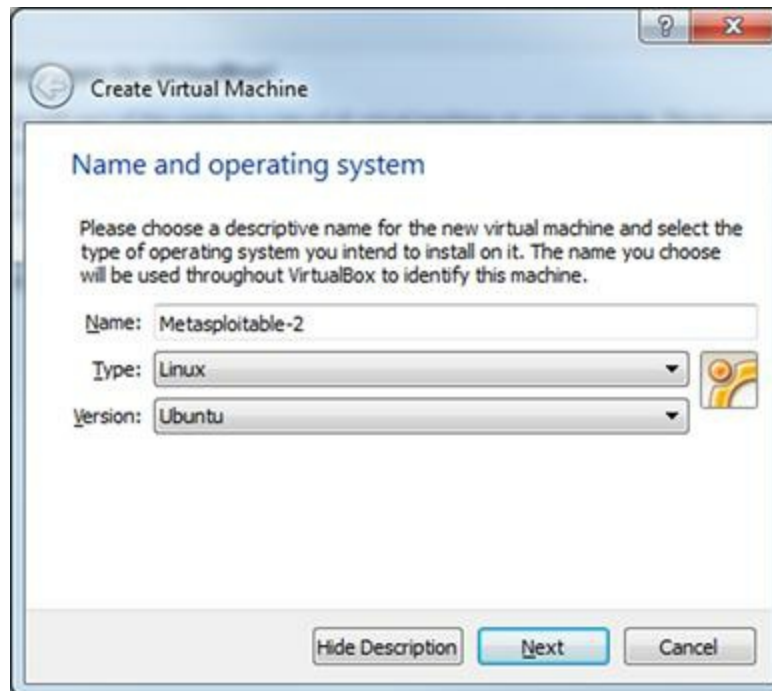 ?
Create Virtual Machine
Name and operating system
Please choose a descriptive name for the new virtual machine and select the
type of operating system you intend to install on it. The name you choose
will be used throughout VirtualBox to identify this machine.
Name: Metasploitable-2
Type: Linux
Version: Ubuntu
Hide Description Next Cancel